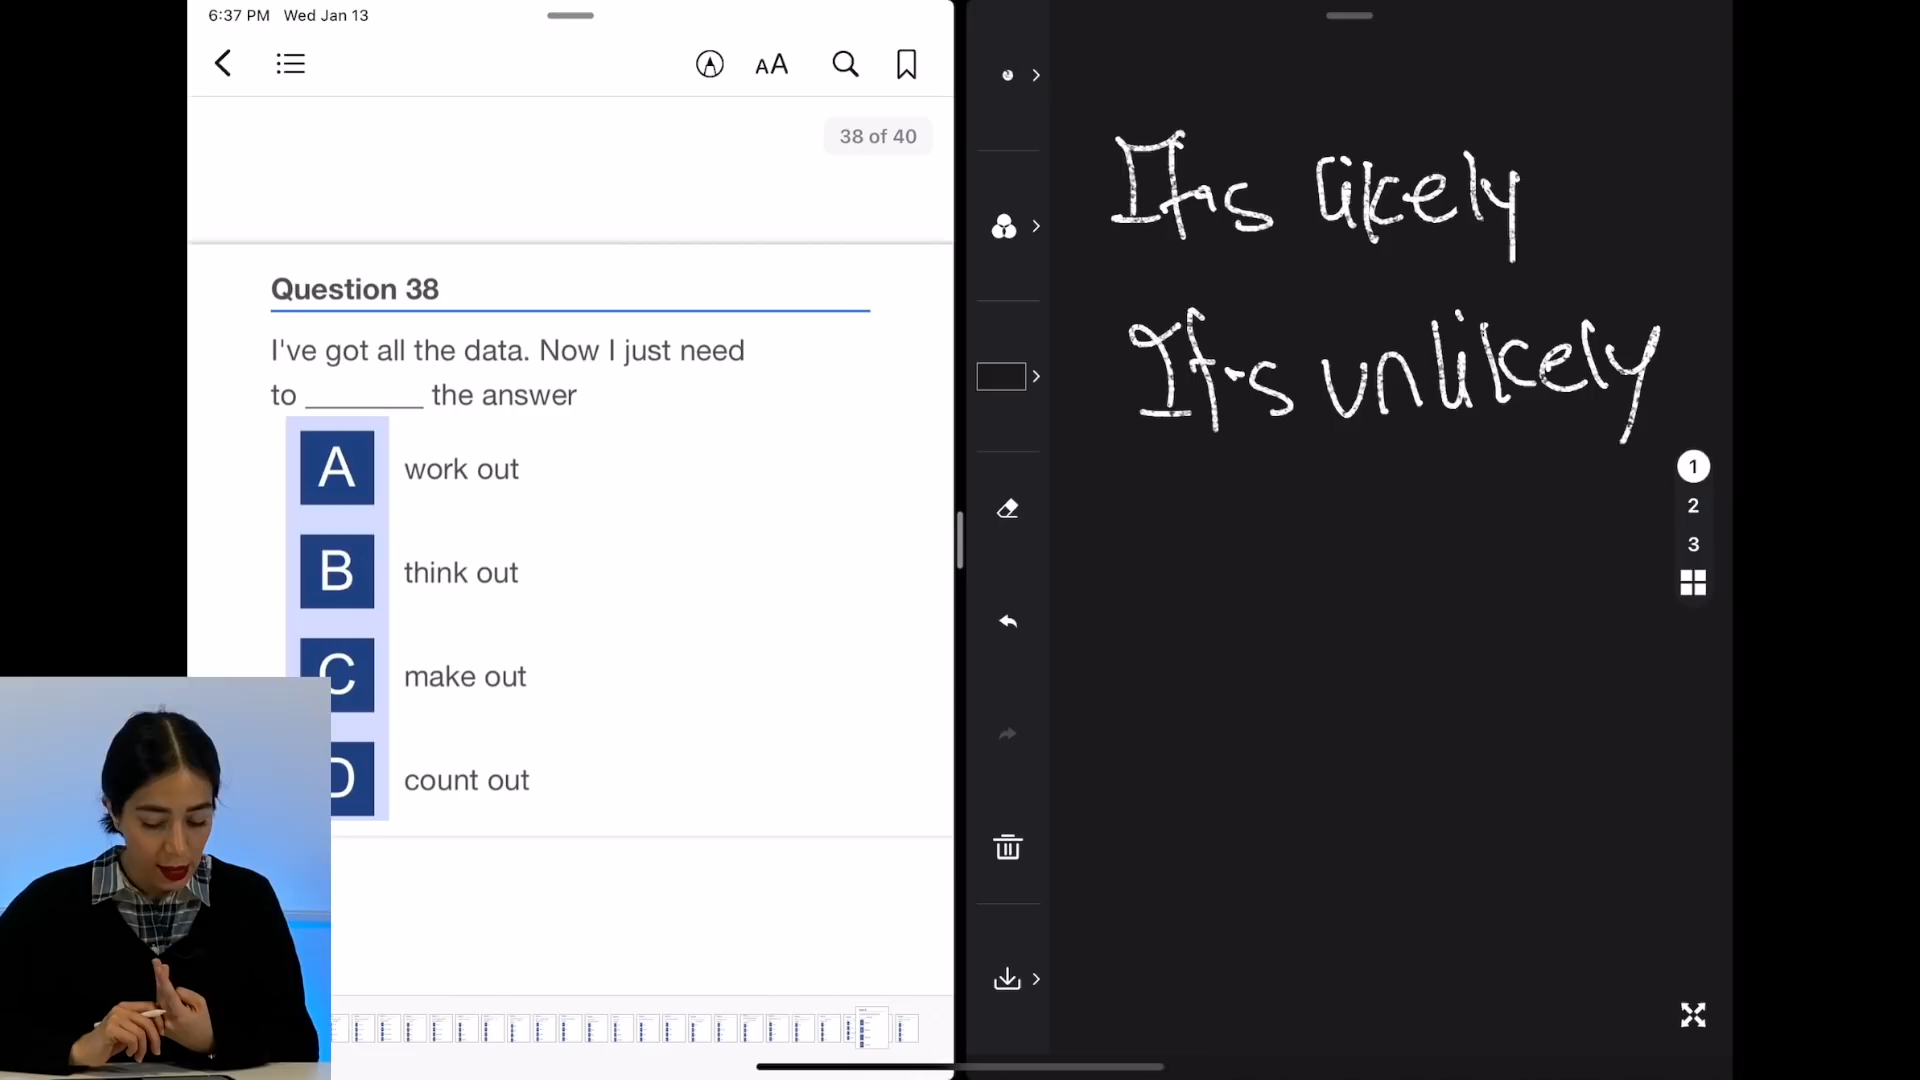 6:37 PM Wed Jan 13
AA
38 of 40
Question 38
I've got all the data. Now I just need
to ________ the answer
A work out
B think out
C make out
D count out
It's likely
It's unlikely
1
2
3